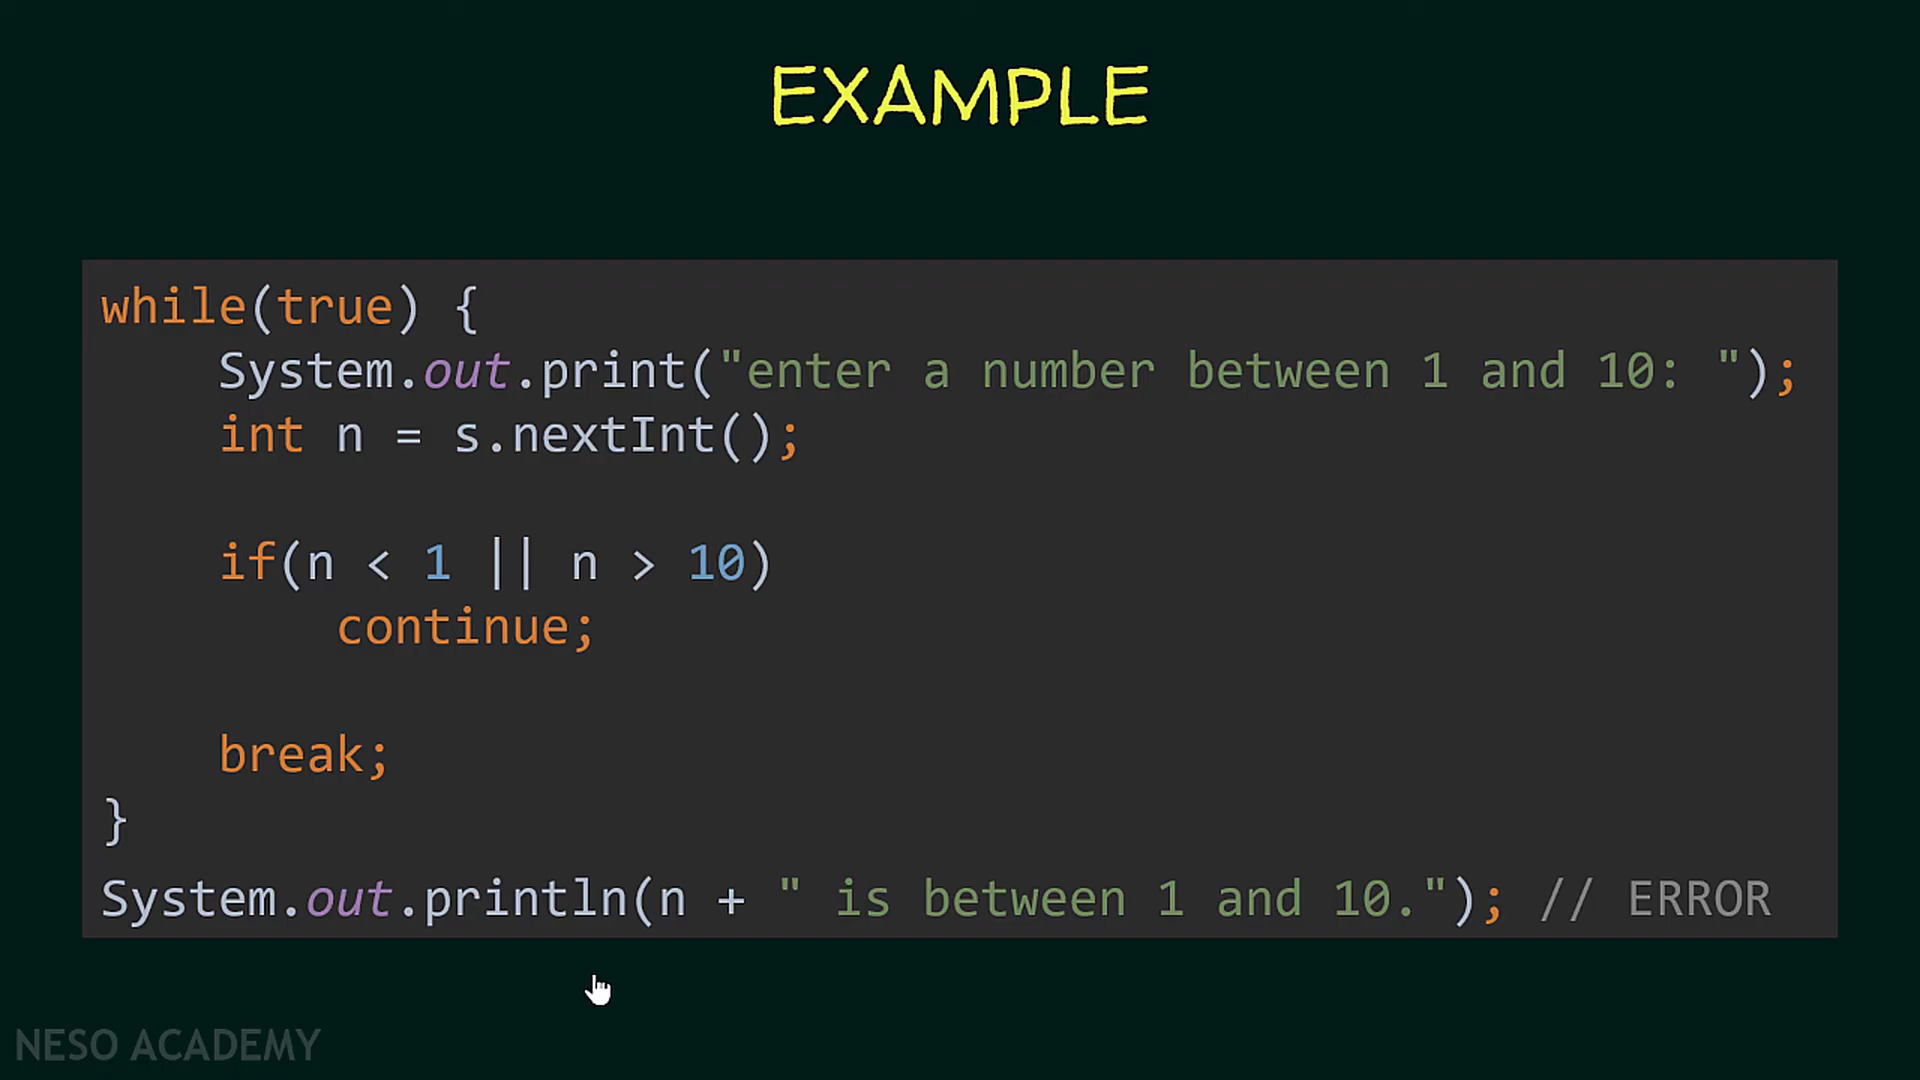 EXAMPLE
while(true) {
    System.out.print("enter a number between 1 and 10: ");
    int n = s.nextInt();
    if(n < 1 || n > 10)
        continue;
    break;
}
System.out.println(n + " is between 1 and 10."); // ERROR
NESO ACADEMY